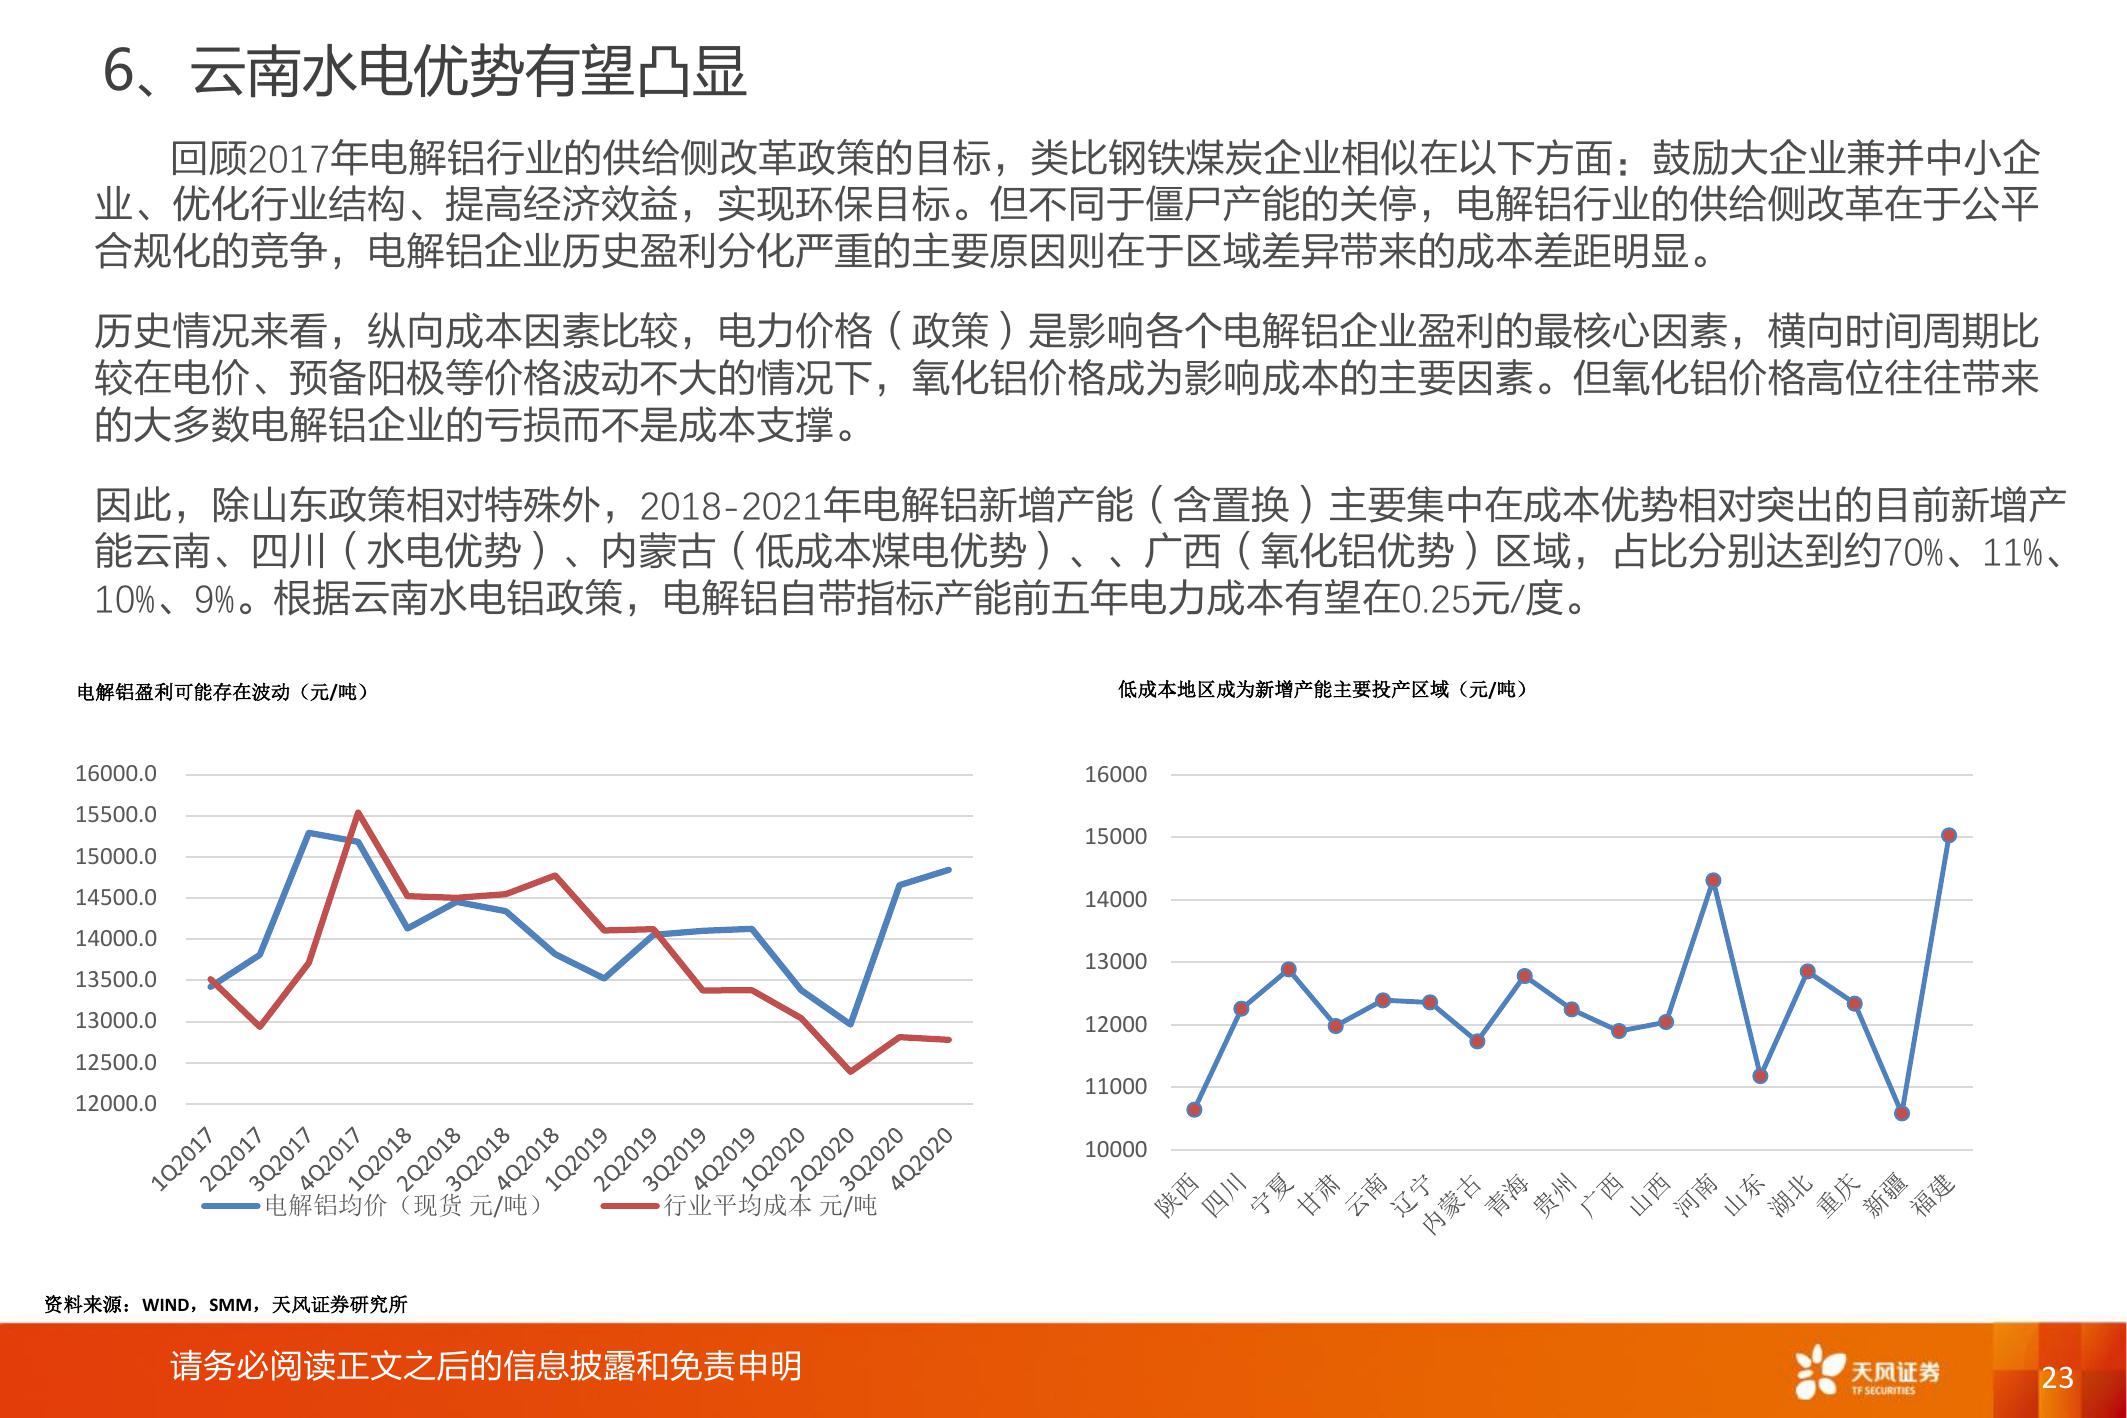 6、云南水电优势有望凸显
回顾2017年电解铝行业的供给侧改革政策的目标，类比钢铁煤炭企业相似在以下方面：鼓励大企业兼并中小企
业、优化行业结构、提高经济效益，实现环保目标。但不同于僵尸产能的关停，电解铝行业的供给侧改革在于公平
合规化的竞争，电解铝企业历史盈利分化严重的主要原因则在于区域差异带来的成本差距明显。
历史情况来看，纵向成本因素比较，电力价格（政策）是影响各个电解铝企业盈利的最核心因素，横向时间周期比
较在电价、预备阳极等价格波动不大的情况下，氧化铝价格成为影响成本的主要因素。但氧化铝价格高位往往带来
的大多数电解铝企业的亏损而不是成本支撑。
因此，除山东政策相对特殊外，2018-2021年电解铝新增产能（含置换）主要集中在成本优势相对突出的目前新增产
能云南、四川（水电优势）、内蒙古（低成本煤电优势）、、广西（氧化铝优势）区域，占比分别达到约70%、11%、
10%、9%。根据云南水电铝政策，电解铝自带指标产能前五年电力成本有望在0.25元/度。
电解铝盈利可能存在波动（元/吨）
16000.0
15500.0
15000.0
14500.0
14000.0
13500.0
13000.0
12500.0
12000.0
1Q2017
2Q2017
3Q2017
4Q2017
1Q2018
2Q2018
3Q2018
4Q2018
1Q2019
2Q2019
3Q2019
4Q2019
1Q2020
2Q2020
3Q2020
4Q2020
电解铝均价（现货 元/吨）
行业平均成本 元/吨
低成本地区成为新增产能主要投产区域（元/吨）
16000
15000
14000
13000
12000
11000
10000
陕西
四川
宁夏
甘肃
云南
辽宁
内蒙古
青海
贵州
广西
山西
河南
山东
湖北
重庆
新疆
福建
资料来源：WIND，SMM，天风证券研究所
请务必阅读正文之后的信息披露和免责申明
天风证券
TF SECURITIES
23